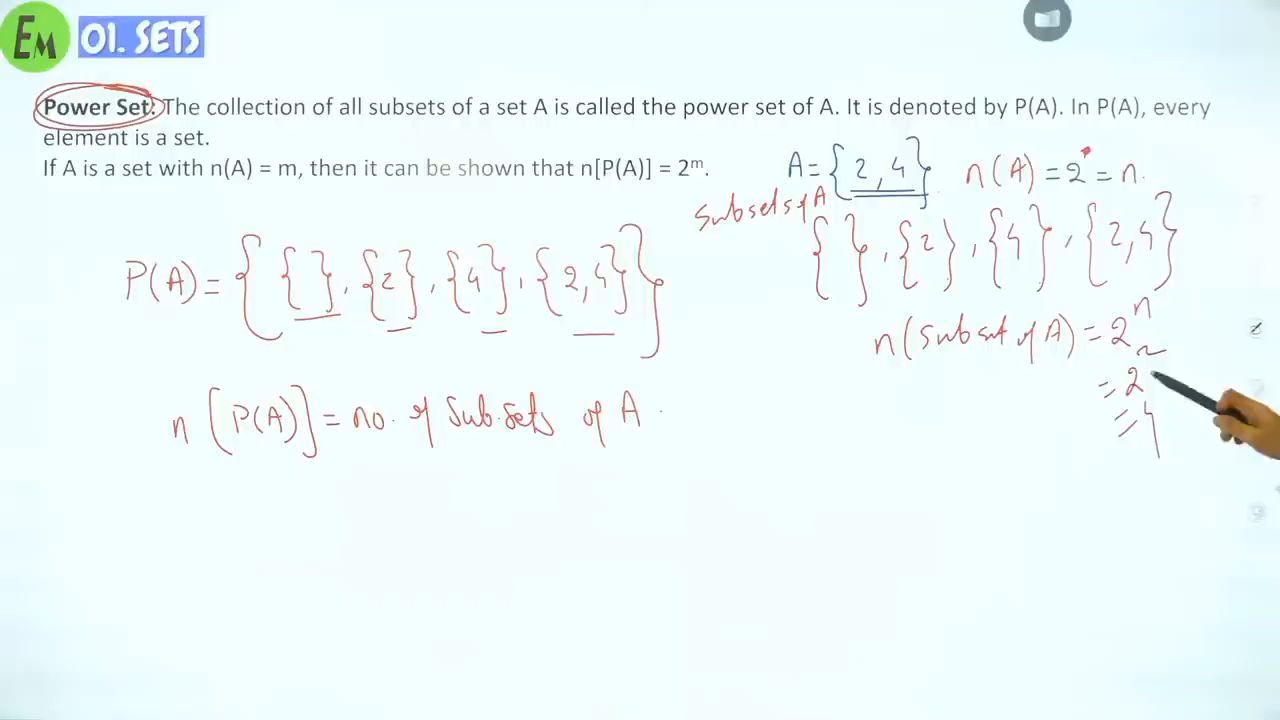 EM 01. SETS
Power Set: The collection of all subsets of a set A is called the power set of A. It is denoted by P(A). In P(A), every
element is a set.
If A is a set with n(A) = m, then it can be shown that n[P(A)] = 2ᵐ.
A = {2, 4} n(A) = 2 = n.
Subsets of A
{ }, {2}, {4}, {2,4}
P(A) = { { }, {2}, {4}, {2,4} }
n(subset of A) = 2ⁿ
= 2²
= 4
n[P(A)] = no. of subsets of A.